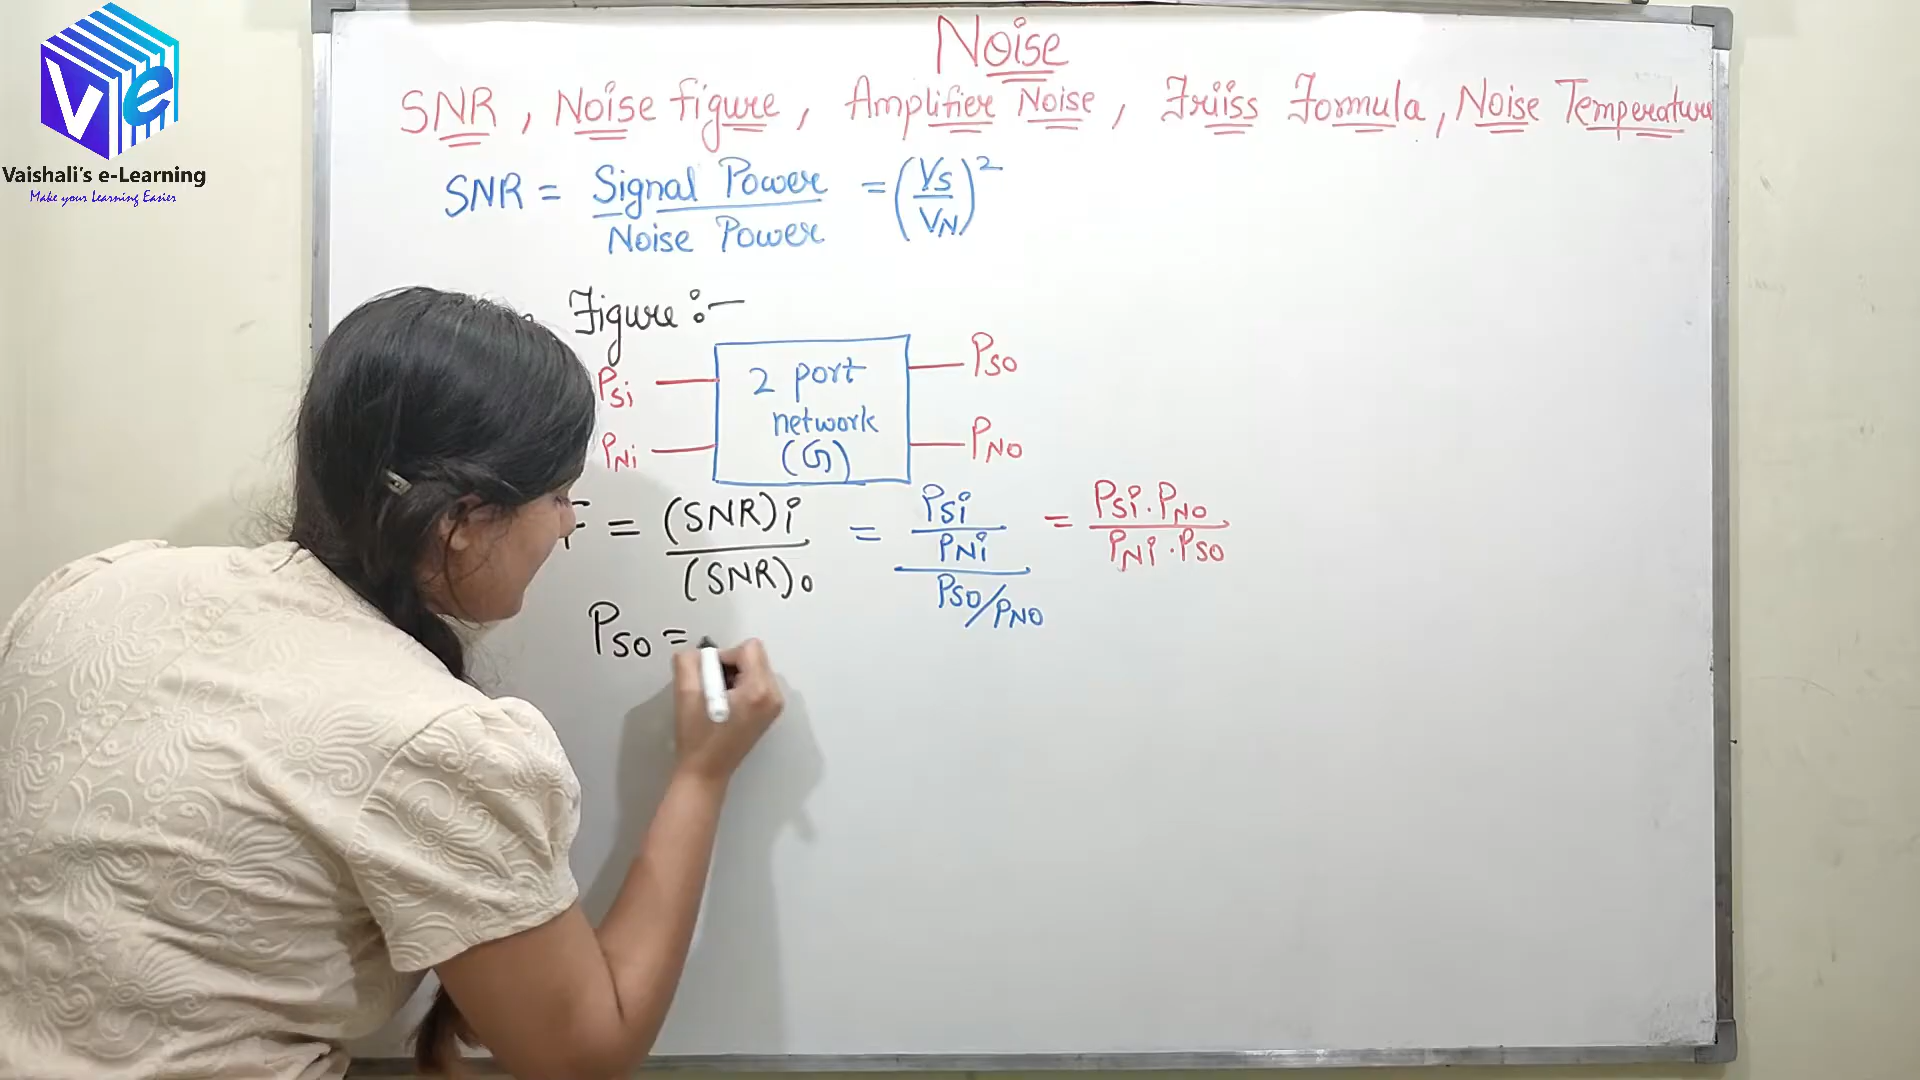 Noise
SNR, Noise figure, Amplifier Noise, Friiss Formula, Noise Temperature
Ve
Vaishali's e-Learning
Make your Learning Easier
SNR = Signal Power / Noise Power = (VS/VN)²
Figure :-
PSi
PNi
2 port
network
(G)
PSO
PNO
F = (SNR)i / (SNR)o = (PSi/PNi) / (PSO/PNO) = PSi.PNO / PNi.PSO
PSO =